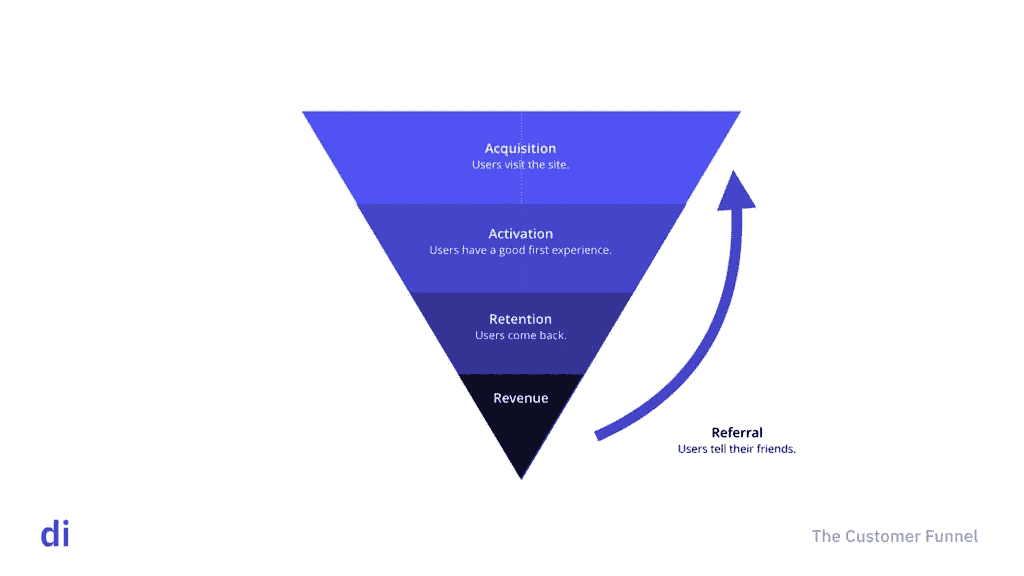 Acquisition
Users visit the site.
Activation
Users have a good first experience.
Retention
Users come back.
Revenue
Referral
Users tell their friends.
di
The Customer Funnel